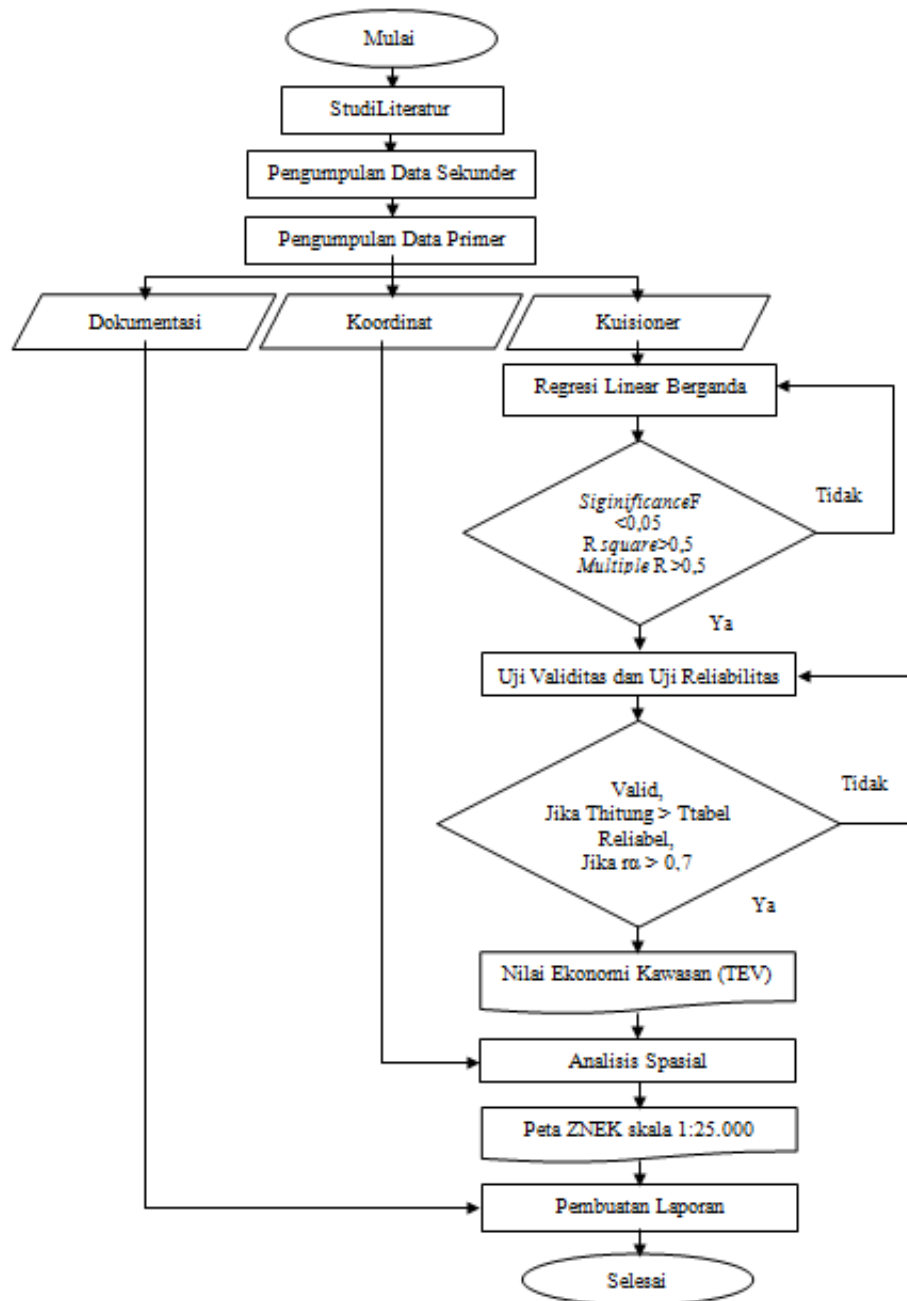 Mulai
StudiLiteratur
Pengumpulan Data Sekunder
Pengumpulan Data Primer
Dokumentasi
Koordinat
Kuisioner
Regresi Linear Berganda
SiginificanceF
<0,05
R square>0,5
Multiple R >0,5
Tidak
Ya
Uji Validitas dan Uji Reliabilitas
Valid,
Jika Thitung > Ttabel
Reliabel,
Jika rα > 0,7
Tidak
Ya
Nilai Ekonomi Kawasan (TEV)
Analisis Spasial
Peta ZNEK skala 1:25.000
Pembuatan Laporan
Selesai